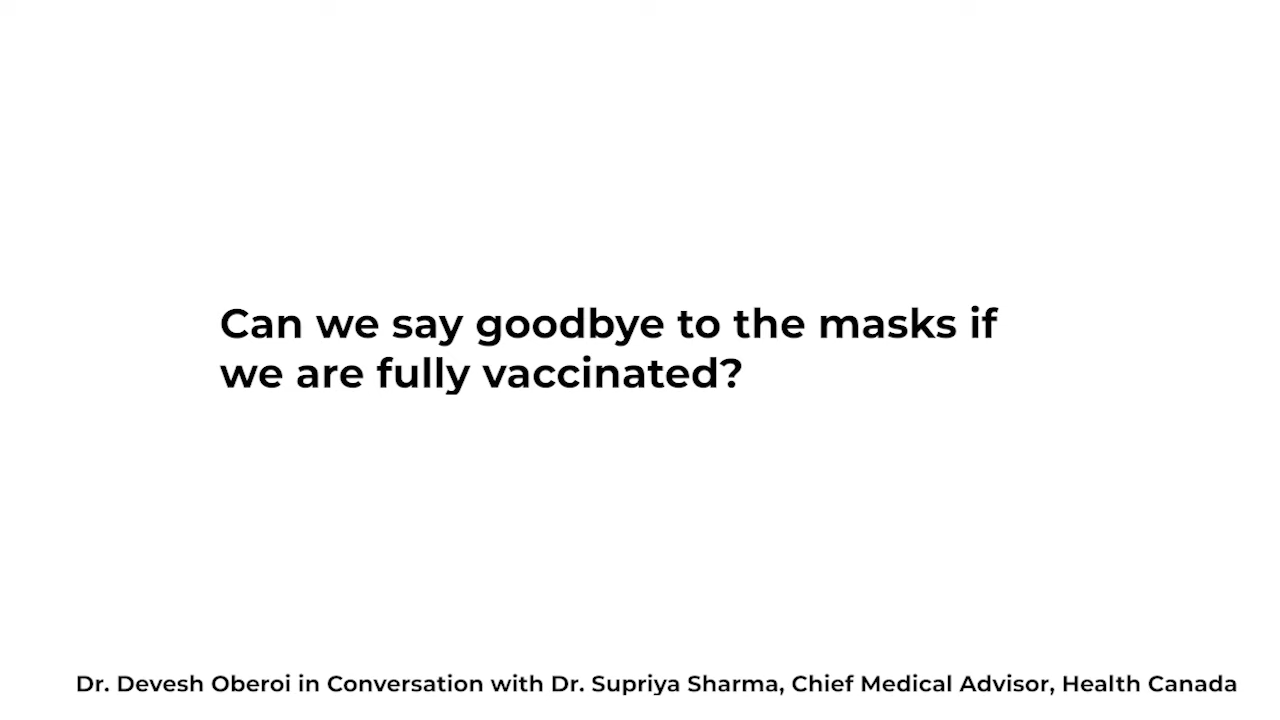 Can we say goodbye to the masks if
we are fully vaccinated?
Dr. Devesh Oberoi in Conversation with Dr. Supriya Sharma, Chief Medical Advisor, Health Canada